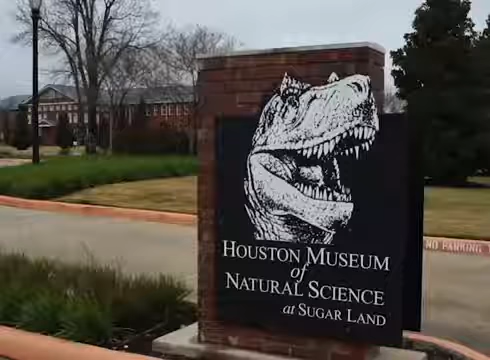 NO PARKING
HOUSTON MUSEUM
of
NATURAL SCIENCE
at SUGAR LAND